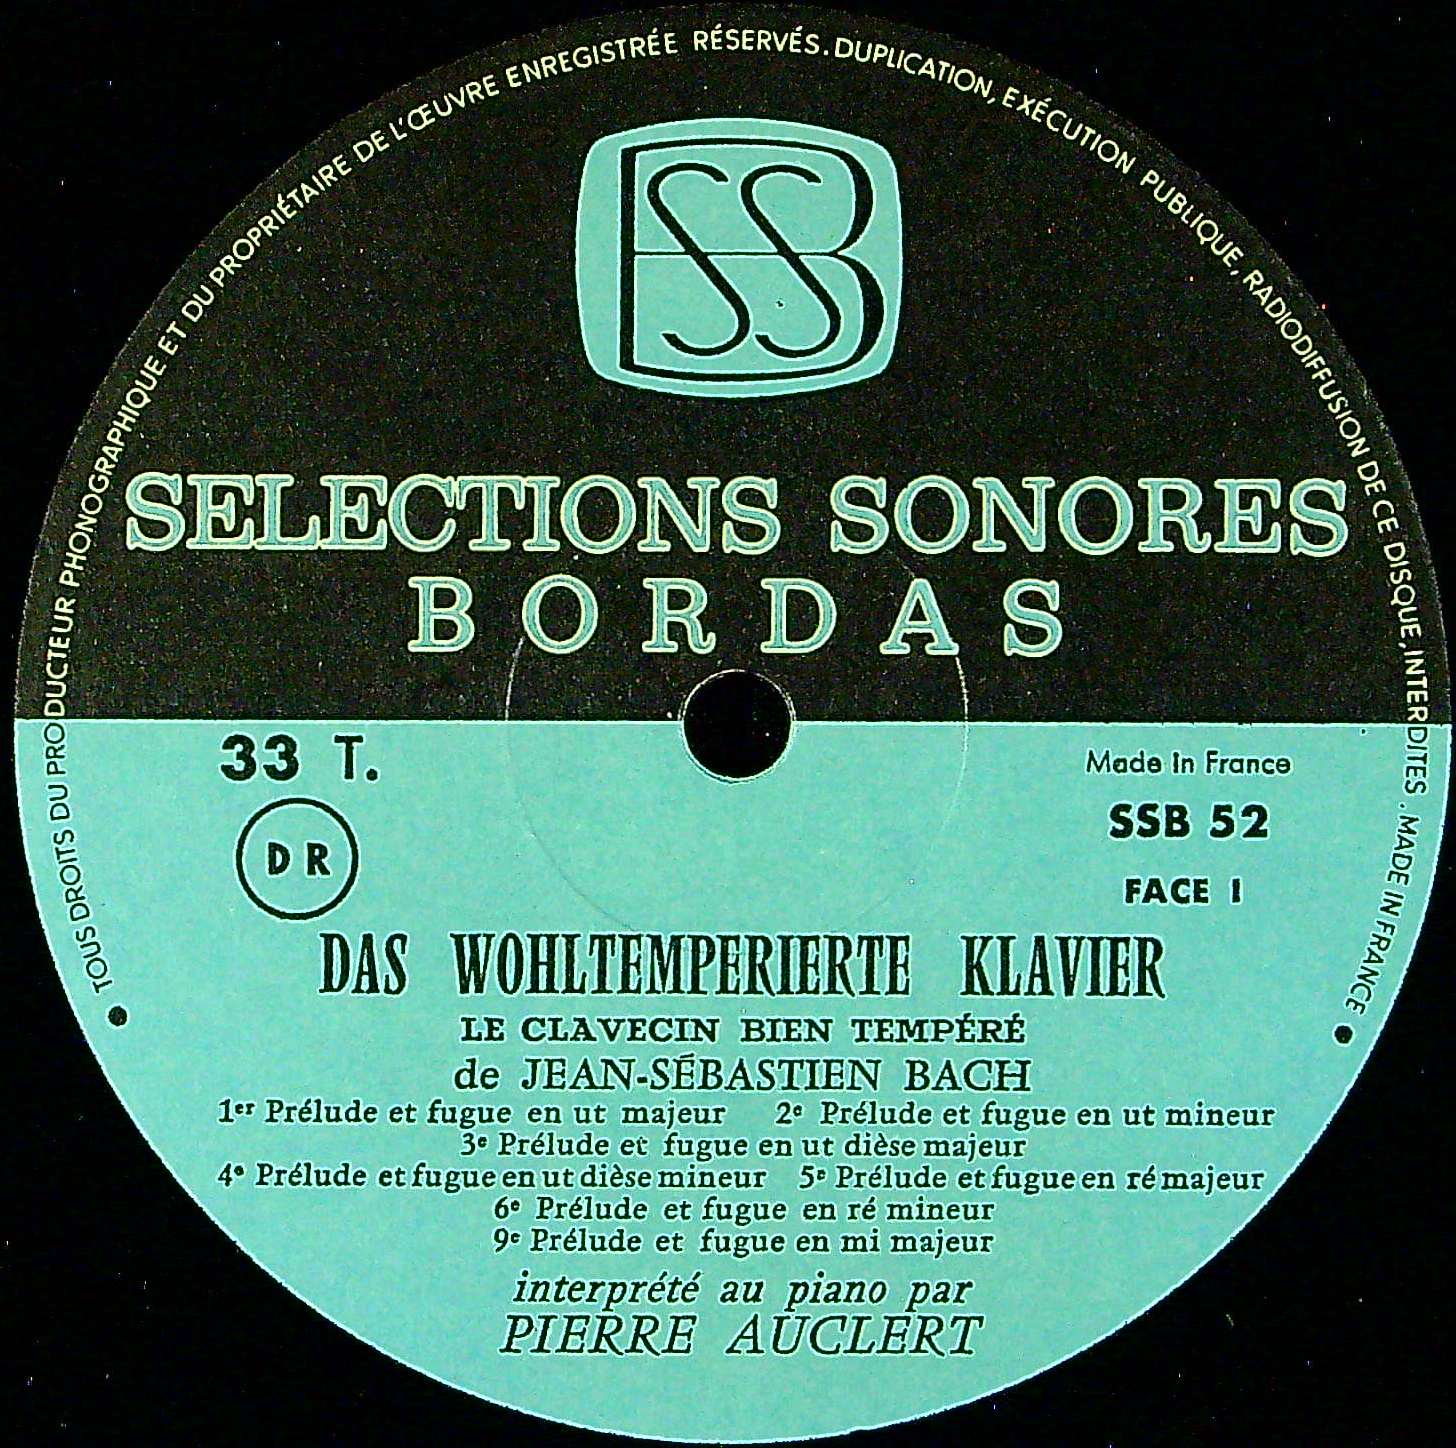 TOUS DROITS DU PRODUCTEUR PHONOGRAPHIQUE ET DU PROPRIÉTAIRE DE L'ŒUVRE ENREGISTRÉE RÉSERVÉS. DUPLICATION, EXÉCUTION PUBLIQUE, RADIODIFFUSION DE CE DISQUE, INTERDITES. MADE IN FRANCE
SSB
SELECTIONS SONORES
BORDAS
33 T.
Made in France
SSB 52
D R
FACE 1
DAS WOHLTEMPERIERTE KLAVIER
LE CLAVECIN BIEN TEMPÉRÉ
de JEAN-SÉBASTIEN BACH
1er Prélude et fugue en ut majeur 2e Prélude et fugue en ut mineur
3e Prélude et fugue en ut dièse majeur
4e Prélude et fugue en ut dièse mineur 5e Prélude et fugue en ré majeur
6e Prélude et fugue en ré mineur
9e Prélude et fugue en mi majeur
interprété au piano par
PIERRE AUCLERT